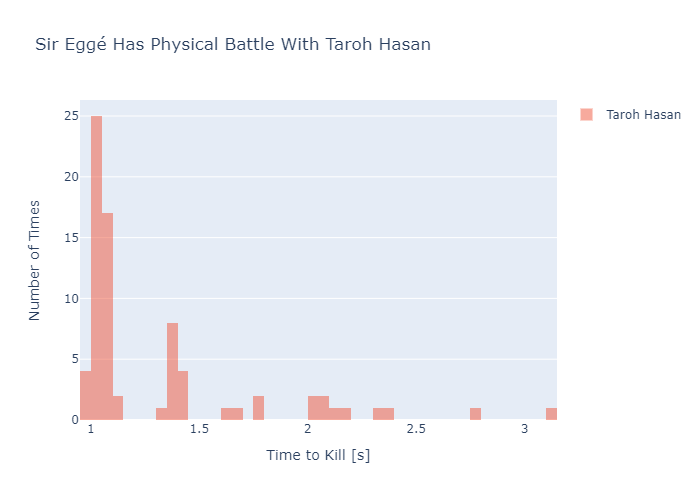 Sir Eggé Has Physical Battle With Taroh Hasan
Taroh Hasan
Number of Times
25
20
15
10
5
0
1
1.5
2
2.5
3
Time to Kill [s]